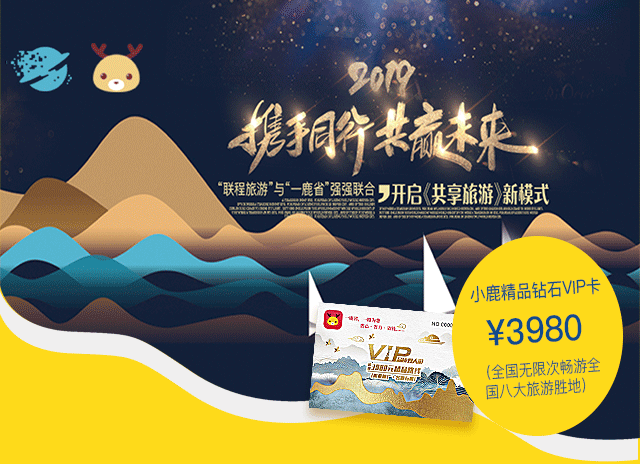 2019
携手同行 共赢未来
“联程旅游”与“一鹿省”强强联合，开启《共享旅游》新模式
小鹿精品钻石VIP卡
¥3980
(全国无限次畅游全
国八大旅游胜地)
VIP